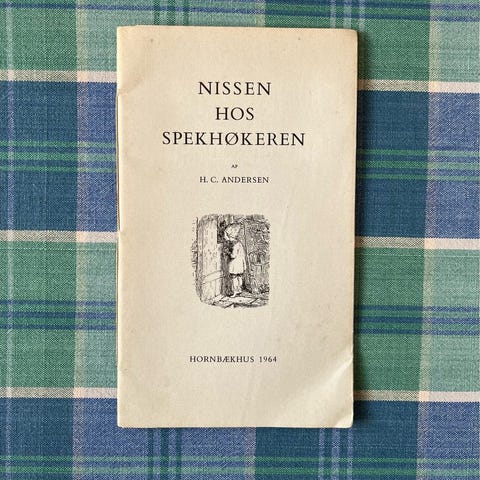 NISSEN
HOS
SPEKHØKEREN
AF
H. C. ANDERSEN
HORNBÆKHUS 1964